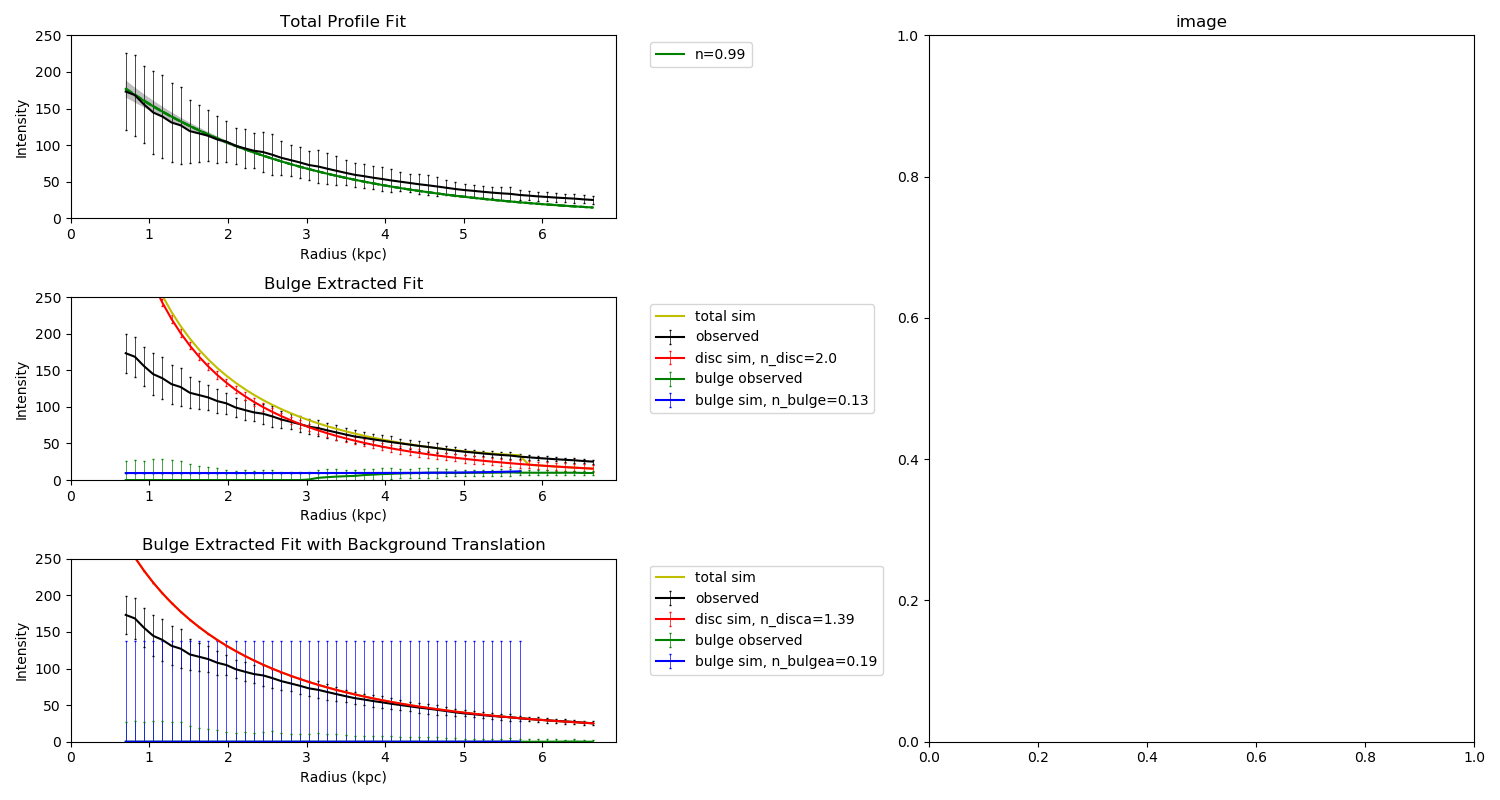 Total Profile Fit
250
200
150
100
50
0
Intensity
0 1 2 3 4 5 6
Radius (kpc)
n=0.99
Bulge Extracted Fit
250
200
150
100
50
0
Intensity
0 1 2 3 4 5 6
Radius (kpc)
total sim
observed
disc sim, n_disc=2.0
bulge observed
bulge sim, n_bulge=0.13
Bulge Extracted Fit with Background Translation
250
200
150
100
50
0
Intensity
0 1 2 3 4 5 6
Radius (kpc)
total sim
observed
disc sim, n_disca=1.39
bulge observed
bulge sim, n_bulgea=0.19
image
1.0
0.8
0.6
0.4
0.2
0.0
0.0 0.2 0.4 0.6 0.8 1.0